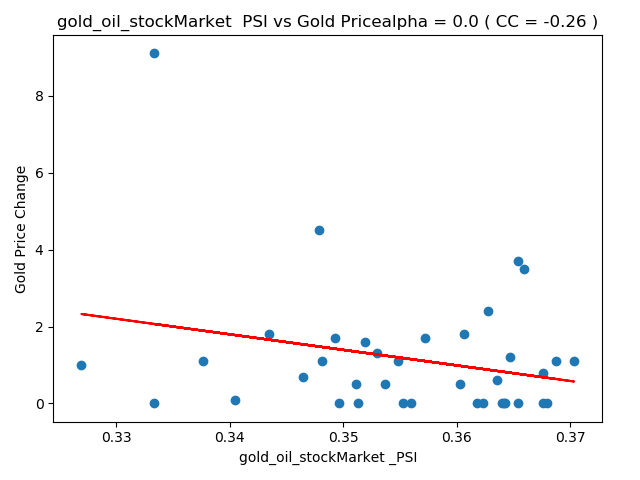 gold_oil_stockMarket  PSI vs Gold Pricealpha = 0.0 ( CC = -0.26 )
Gold Price Change
8
6
4
2
0
0.33 0.34 0.35 0.36 0.37
gold_oil_stockMarket _PSI